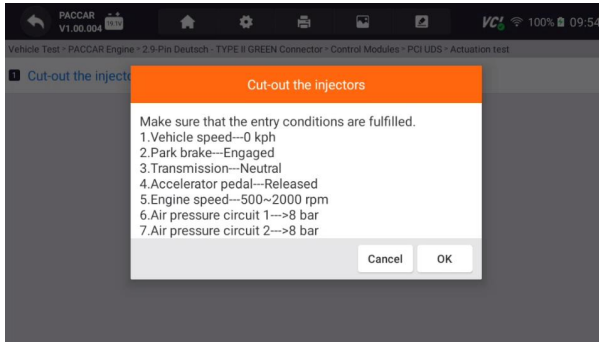 PACCAR
V1.00.004
19.1V
VCI
100%
09:54
Vehicle Test > PACCAR Engine > 2.9-Pin Deutsch - TYPE II GREEN Connector > Control Modules > PCI UDS > Actuation test
1 Cut-out the injecto
Cut-out the injectors
Make sure that the entry conditions are fulfilled.
1.Vehicle speed---0 kph
2.Park brake---Engaged
3.Transmission---Neutral
4.Accelerator pedal---Released
5.Engine speed---500~2000 rpm
6.Air pressure circuit 1--->8 bar
7.Air pressure circuit 2--->8 bar
Cancel OK